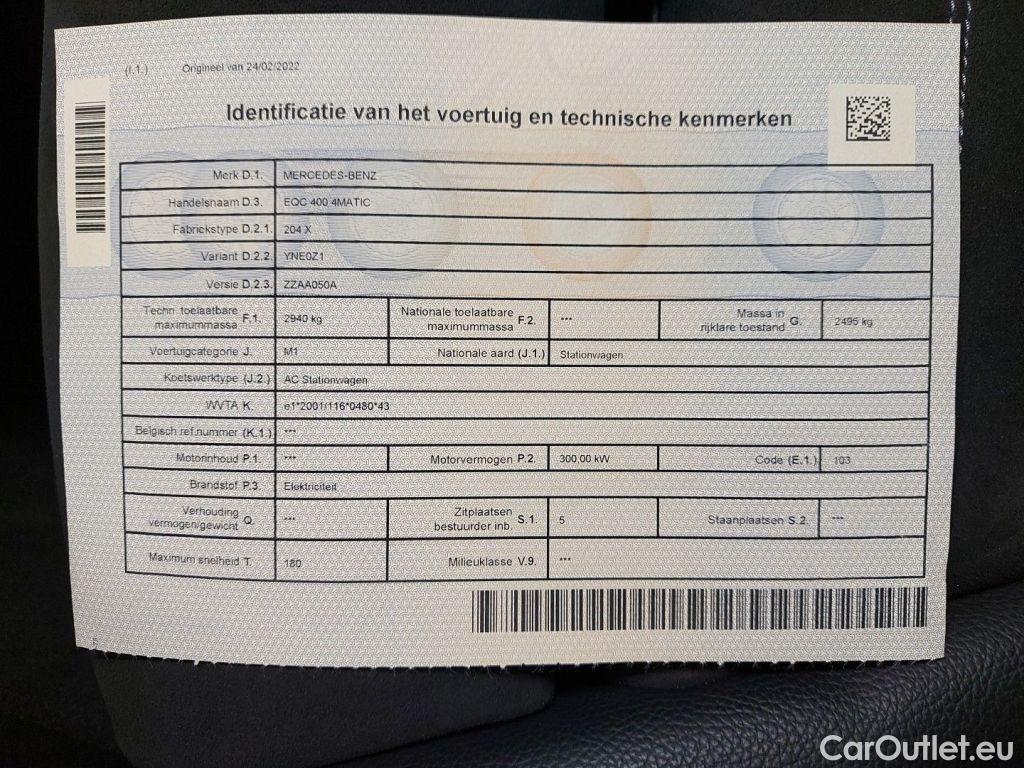 (I.1.) Origineel van 24/02/2022
Identificatie van het voertuig en technische kenmerken
Merk D.1. MERCEDES-BENZ
Handelsnaam D.3. EQC 400 4MATIC
Fabriekstype D.2.1. 204 X
Variant D.2.2. YNE0Z1
Versie D.2.3. ZZAA050A
Techn. toelaatbare maximummassa F.1. 2940 kg Nationale toelaatbare maximummassa F.2. *** Massa in rijklare toestand G. 2495 kg
Voertuigcategorie J. M1 Nationale aard (J.1.) Stationwagen
Koetswerktype (J.2.) AC Stationwagen
WVTA K. e1*2001/116*0480*43
Belgisch ref.nummer (K.1.) ***
Motorinhoud P.1. *** Motorvermogen P.2. 300,00 kW Code (E.1.) 103
Brandstof P.3. Elektriciteit
Verhouding vermogen/gewicht Q. *** Zitplaatsen bestuurder inb. S.1. 5 Staanplaatsen S.2. ***
Maximum snelheid T. 180 Milieuklasse V.9. ***
CarOutlet.eu